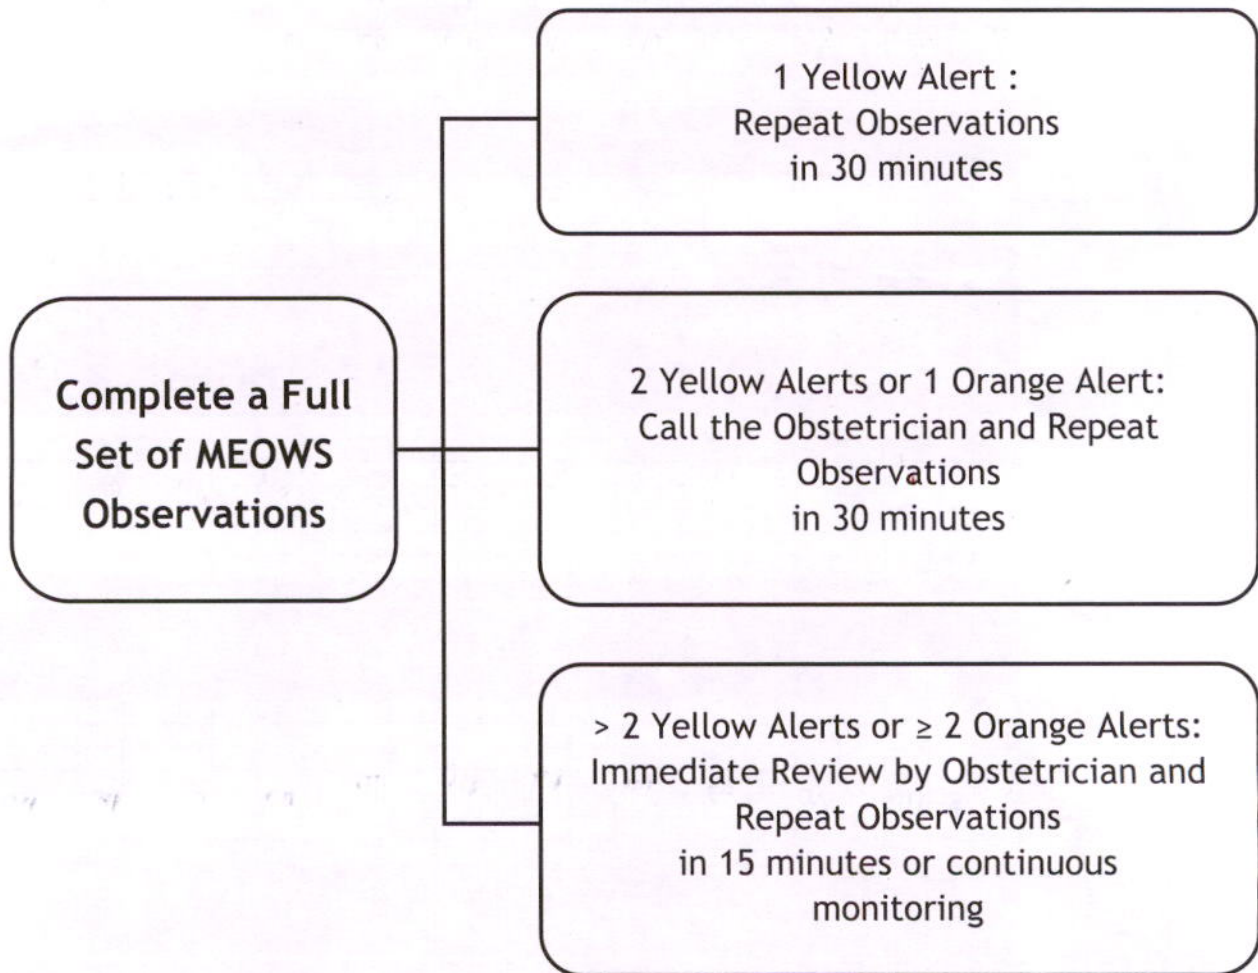 1 Yellow Alert :
Repeat Observations
in 30 minutes
Complete a Full
Set of MEOWS
Observations
2 Yellow Alerts or 1 Orange Alert:
Call the Obstetrician and Repeat
Observations
in 30 minutes
> 2 Yellow Alerts or ≥ 2 Orange Alerts:
Immediate Review by Obstetrician and
Repeat Observations
in 15 minutes or continuous
monitoring